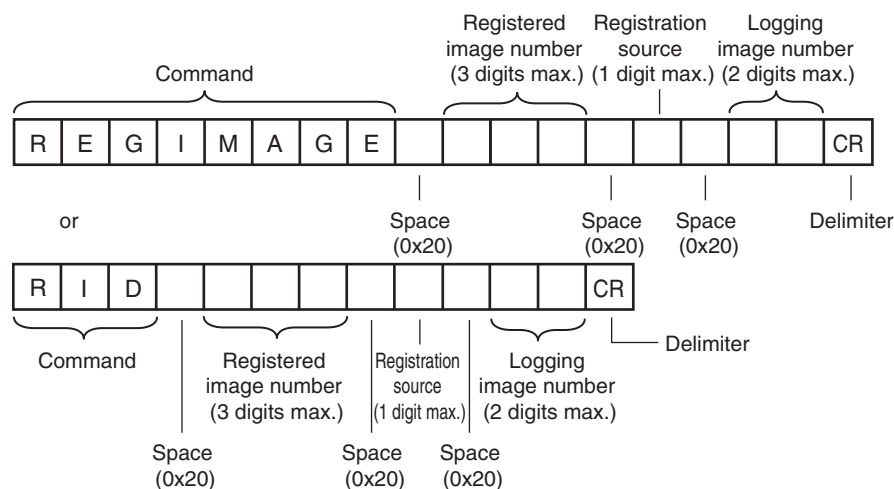 Command
Registered
image number
(3 digits max.)
Registration
source
(1 digit max.)
Logging
image number
(2 digits max.)
R E G I M A G E CR
Space
(0x20)
Space
(0x20)
Space
(0x20)
Delimiter
or
R I D CR
Command
Registered
image number
(3 digits max.)
Registration
source
(1 digit max.)
Logging
image number
(2 digits max.)
Delimiter
Space
(0x20)
Space
(0x20)
Space
(0x20)